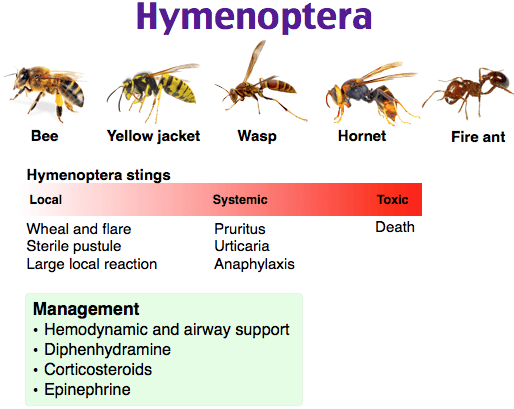 Hymenoptera
Bee Yellow jacket Wasp Hornet Fire ant
Hymenoptera stings
Local Systemic Toxic
Wheal and flare Pruritus Death
Sterile pustule Urticaria
Large local reaction Anaphylaxis
Management
• Hemodynamic and airway support
• Diphenhydramine
• Corticosteroids
• Epinephrine